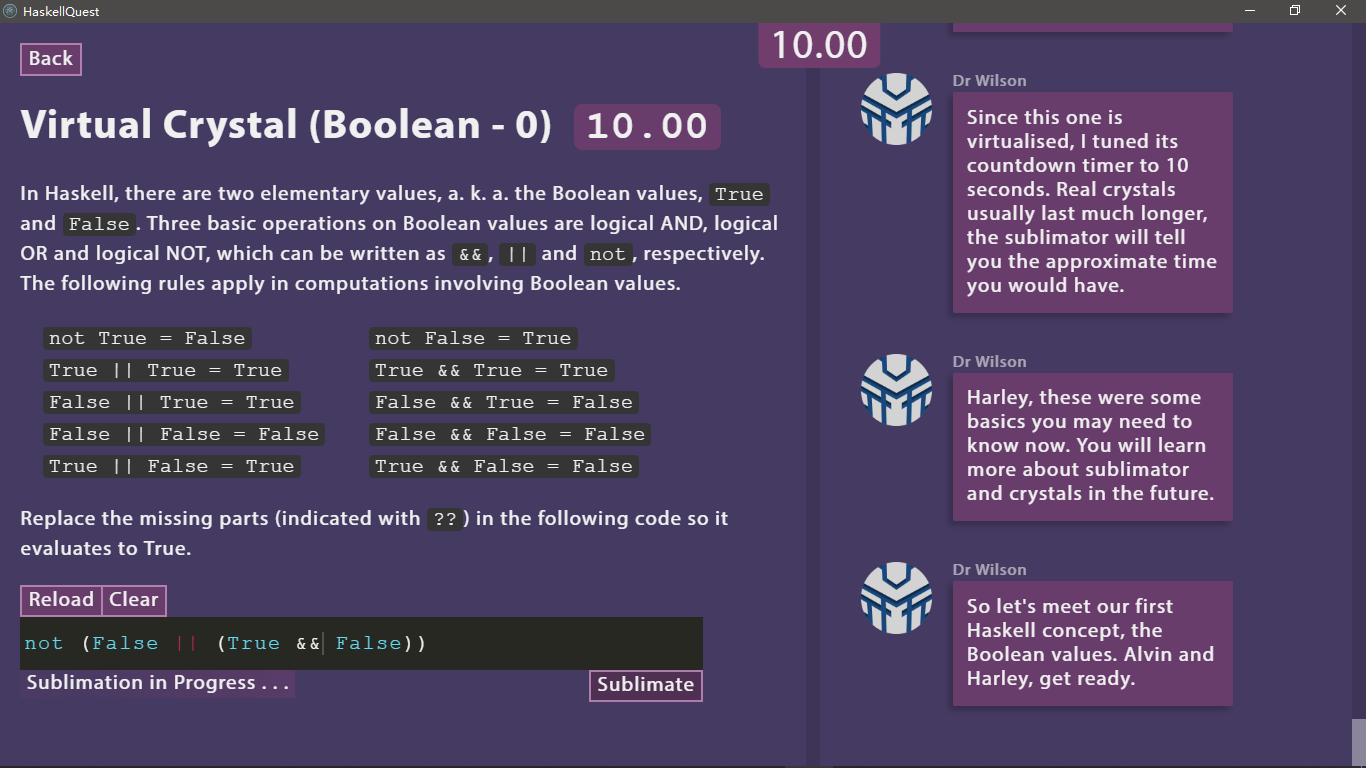 HaskellQuest
Back
10.00
Virtual Crystal (Boolean - 0) 10.00
In Haskell, there are two elementary values, a. k. a. the Boolean values, True
and False. Three basic operations on Boolean values are logical AND, logical
OR and logical NOT, which can be written as &&, || and not, respectively.
The following rules apply in computations involving Boolean values.
not True = False
not False = True
True || True = True
True && True = True
False || True = True
False && True = False
False || False = False
False && False = False
True || False = True
True && False = False
Replace the missing parts (indicated with ??) in the following code so it
evaluates to True.
Reload Clear
not (False || (True && False))
Sublimation in Progress . . .
Sublimate
Dr Wilson
Since this one is
virtualised, I tuned its
countdown timer to 10
seconds. Real crystals
usually last much longer,
the sublimator will tell
you the approximate time
you would have.
Dr Wilson
Harley, these were some
basics you may need to
know now. You will learn
more about sublimator
and crystals in the future.
Dr Wilson
So let's meet our first
Haskell concept, the
Boolean values. Alvin and
Harley, get ready.